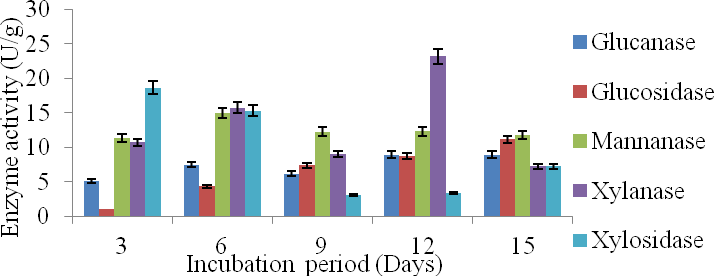 Enzyme activity (U/g)
30
25
20
15
10
5
0
3 6 9 12 15
Incubation period (Days)
Glucanase
Glucosidase
Mannanase
Xylanase
Xylosidase